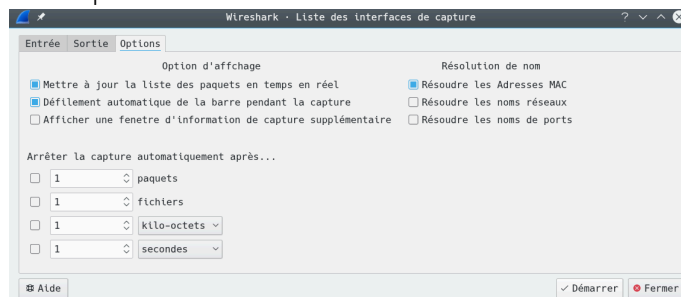 Wireshark · Liste des interfaces de capture
Entrée Sortie Options
Option d'affchage
Résolution de nom
Mettre à jour la liste des paquets en temps en réel
Résoudre les Adresses MAC
Défilement automatique de la barre pendant la capture
Résoudre les noms réseaux
Afficher une fenetre d'information de capture supplémentaire
Résoudre les noms de ports
Arrêter la capture automatiquement après...
1 paquets
1 fichiers
1 kilo-octets
1 secondes
Aide
Démarrer
Fermer